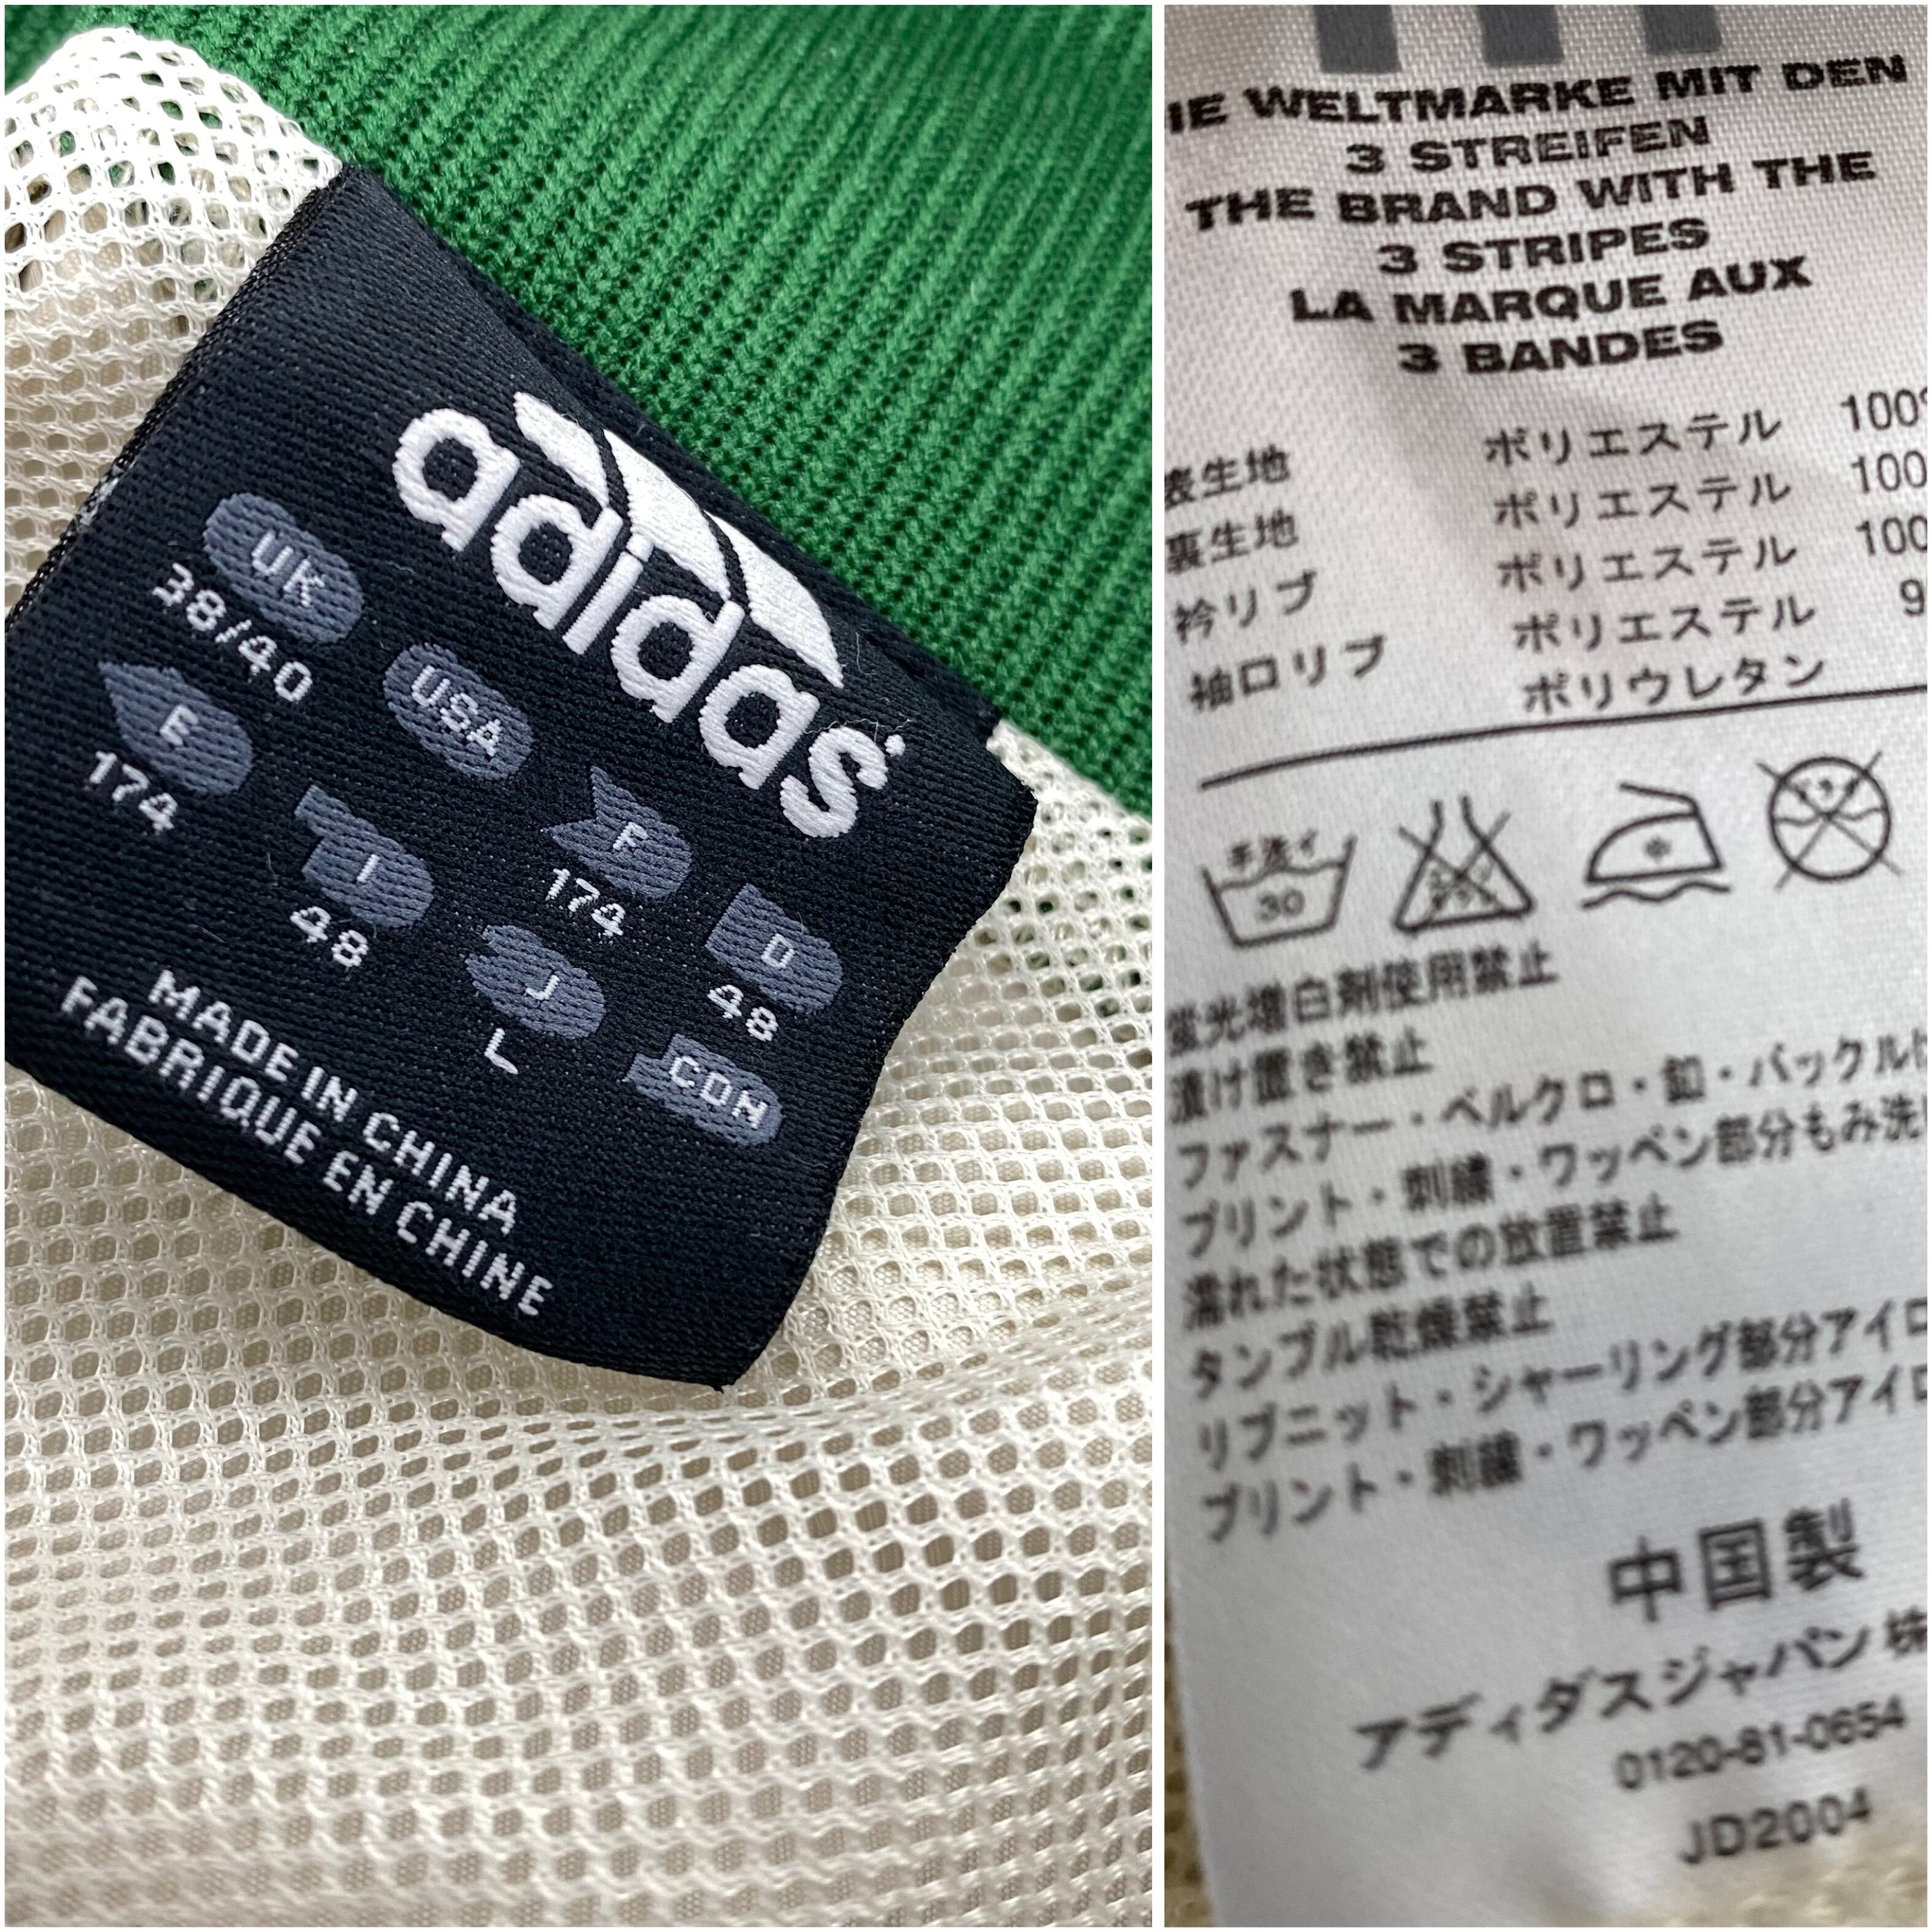 adidas
UK
38/40
USA
E
174
F
174
I
48
D
48
J
L
CDN
MADE IN CHINA
FABRIQUE EN CHINE
IE WELTMARKE MIT DEN
3 STREIFEN
THE BRAND WITH THE
3 STRIPES
LA MARQUE AUX
3 BANDES
表生地 ポリエステル 100%
裏生地 ポリエステル 100
衿リブ ポリエステル 100
袖口リブ ポリエステル 9
ポリウレタン
手洗イ
30
蛍光増白剤使用禁止
漬け置き禁止
ファスナー・ベルクロ・釦・バックル
プリント・刺繍・ワッペン部分もみ洗
濡れた状態での放置禁止
タンブル乾燥禁止
リブニット・シャーリング部分アイロ
プリント・刺繍・ワッペン部分アイロ
中国製
アディダスジャパン 株
0120-81-0654
JD2004